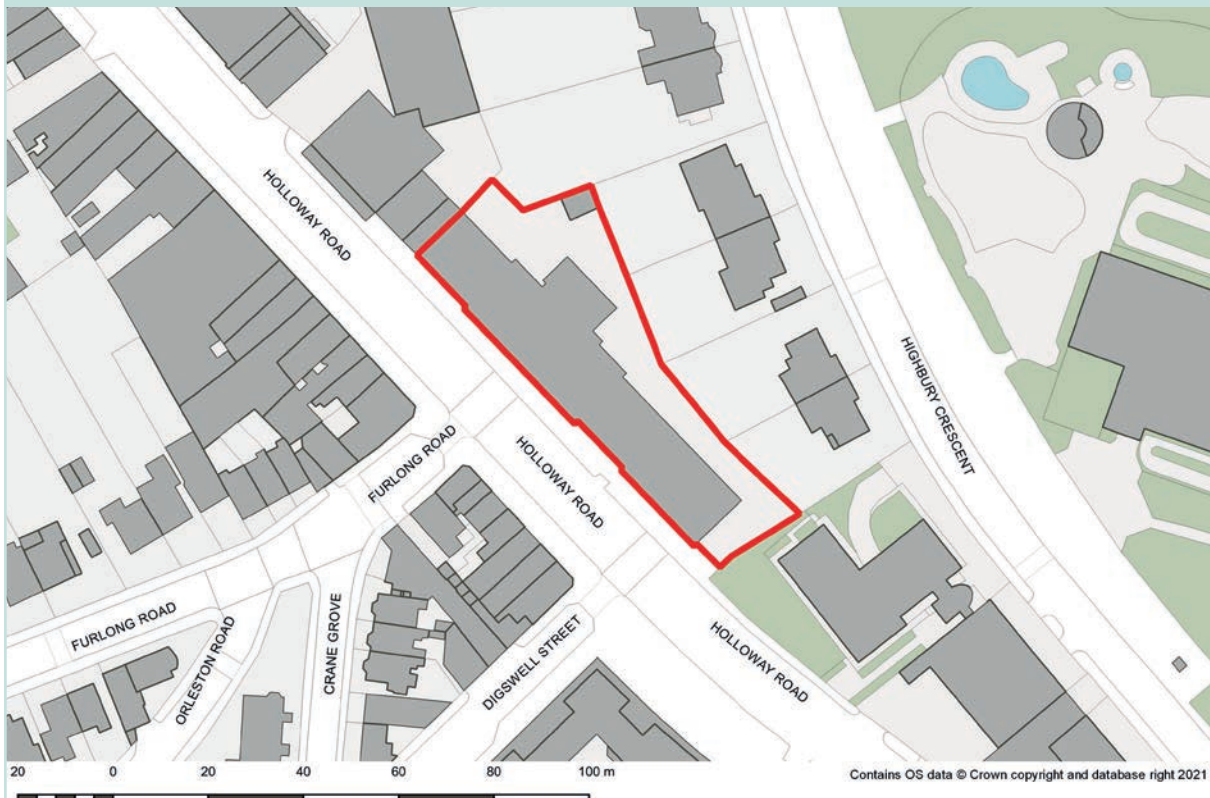 HOLLOWAY ROAD
FURLONG ROAD
HOLLOWAY ROAD
HIGHBURY CRESCENT
FURLONG ROAD
ORLESTON ROAD
CRANE GROVE
DIGSWELL STREET
HOLLOWAY ROAD
20 0 20 40 60 80 100 m
Contains OS data © Crown copyright and database right 2021